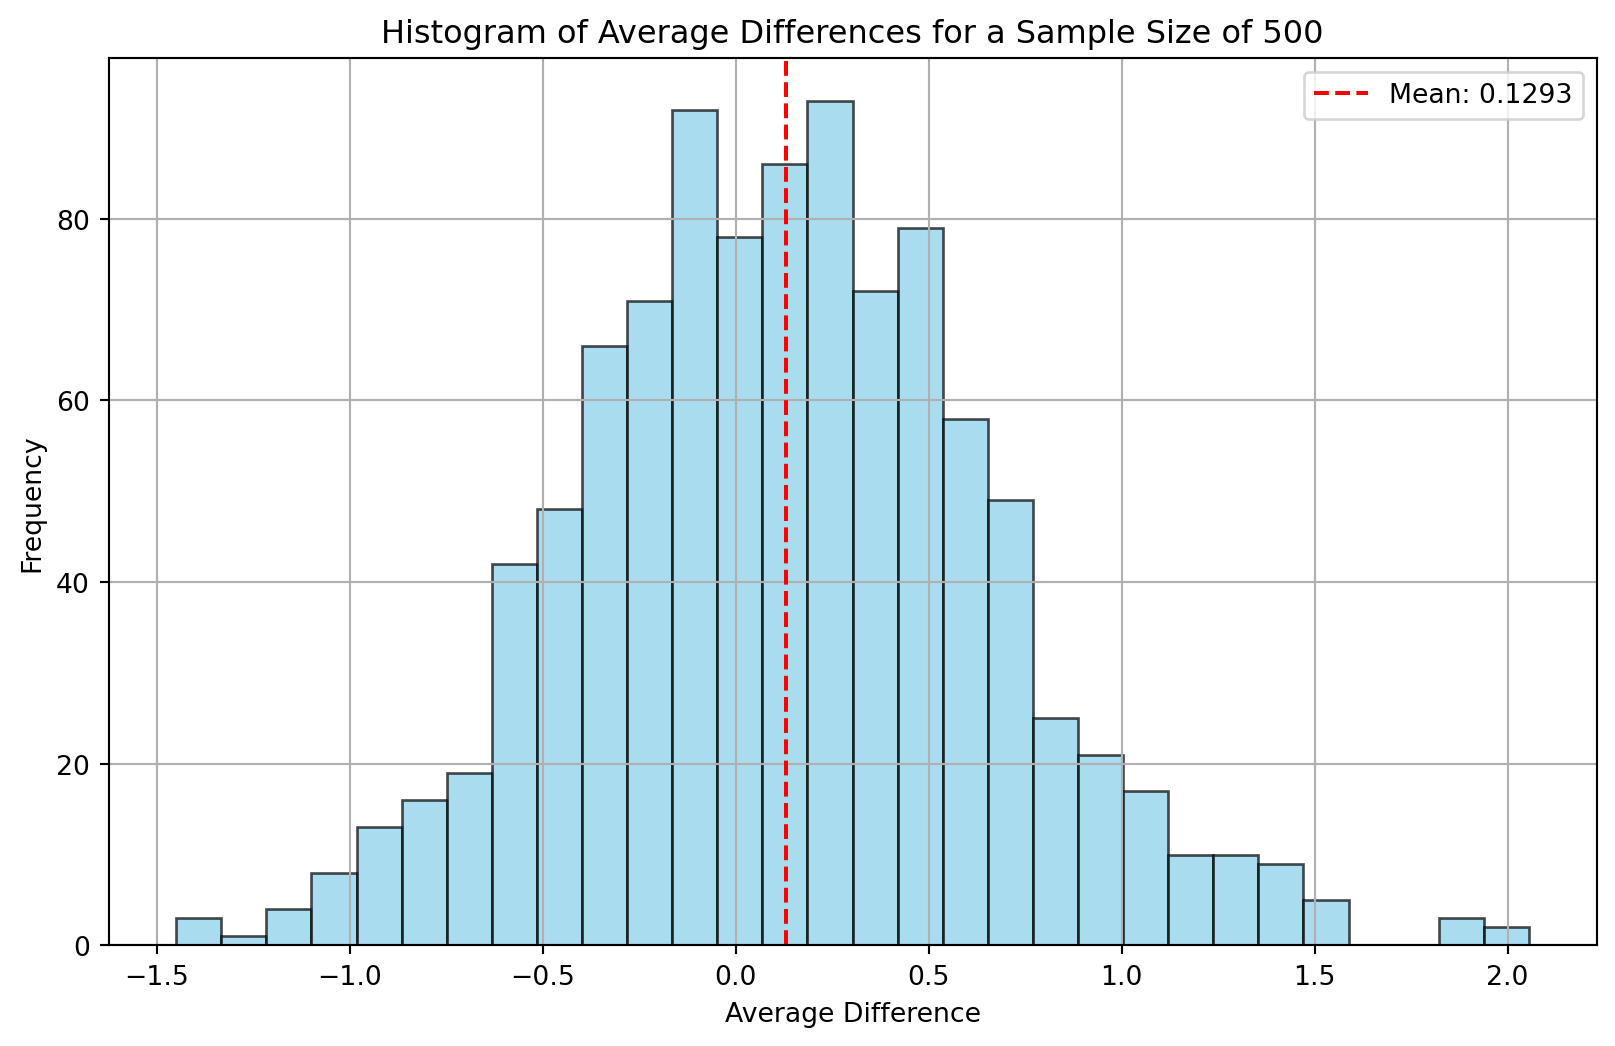 Histogram of Average Differences for a Sample Size of 500
Mean: 0.1293
80
60
40
20
0
Frequency
−1.5 −1.0 −0.5 0.0 0.5 1.0 1.5 2.0
Average Difference